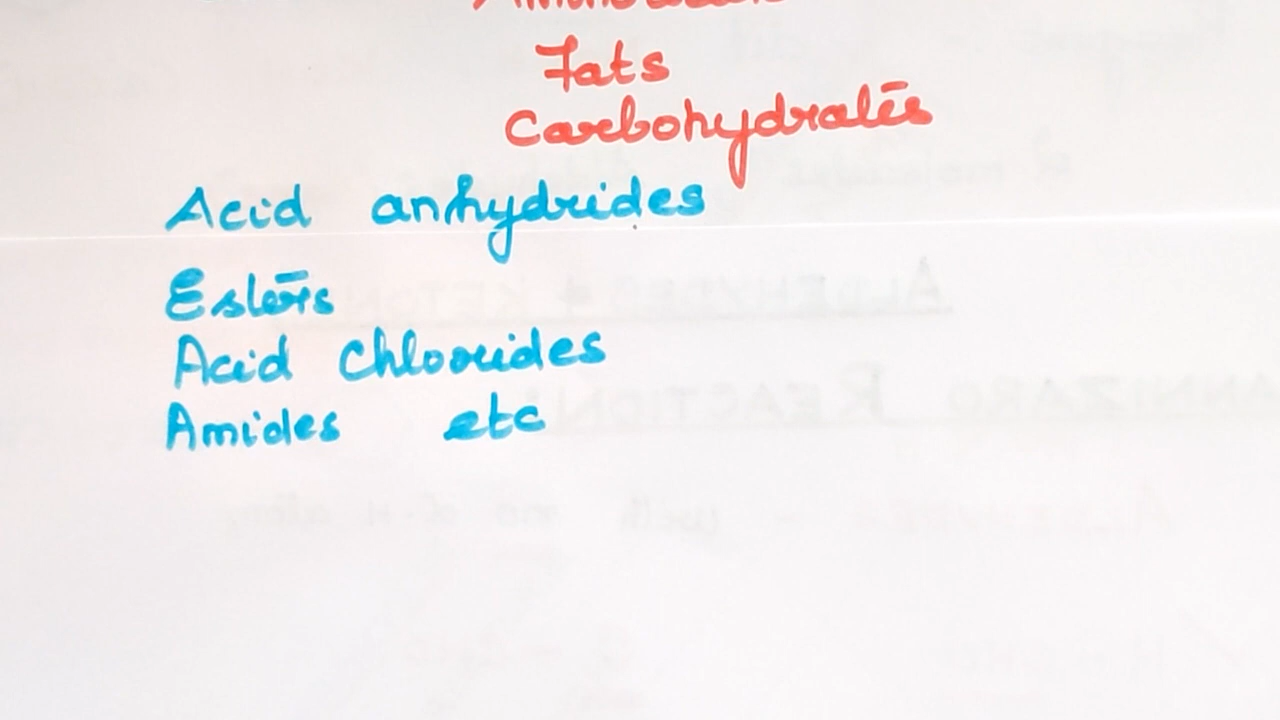 Fats
Carbohydrates
Acid anhydrides
Esters
Acid Chlorides
Amides etc